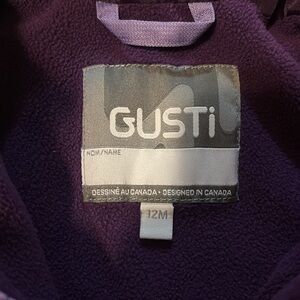 GUSTi
NOM/NAME
DESSINÉ AU CANADA • DESIGNED IN CANADA
12M